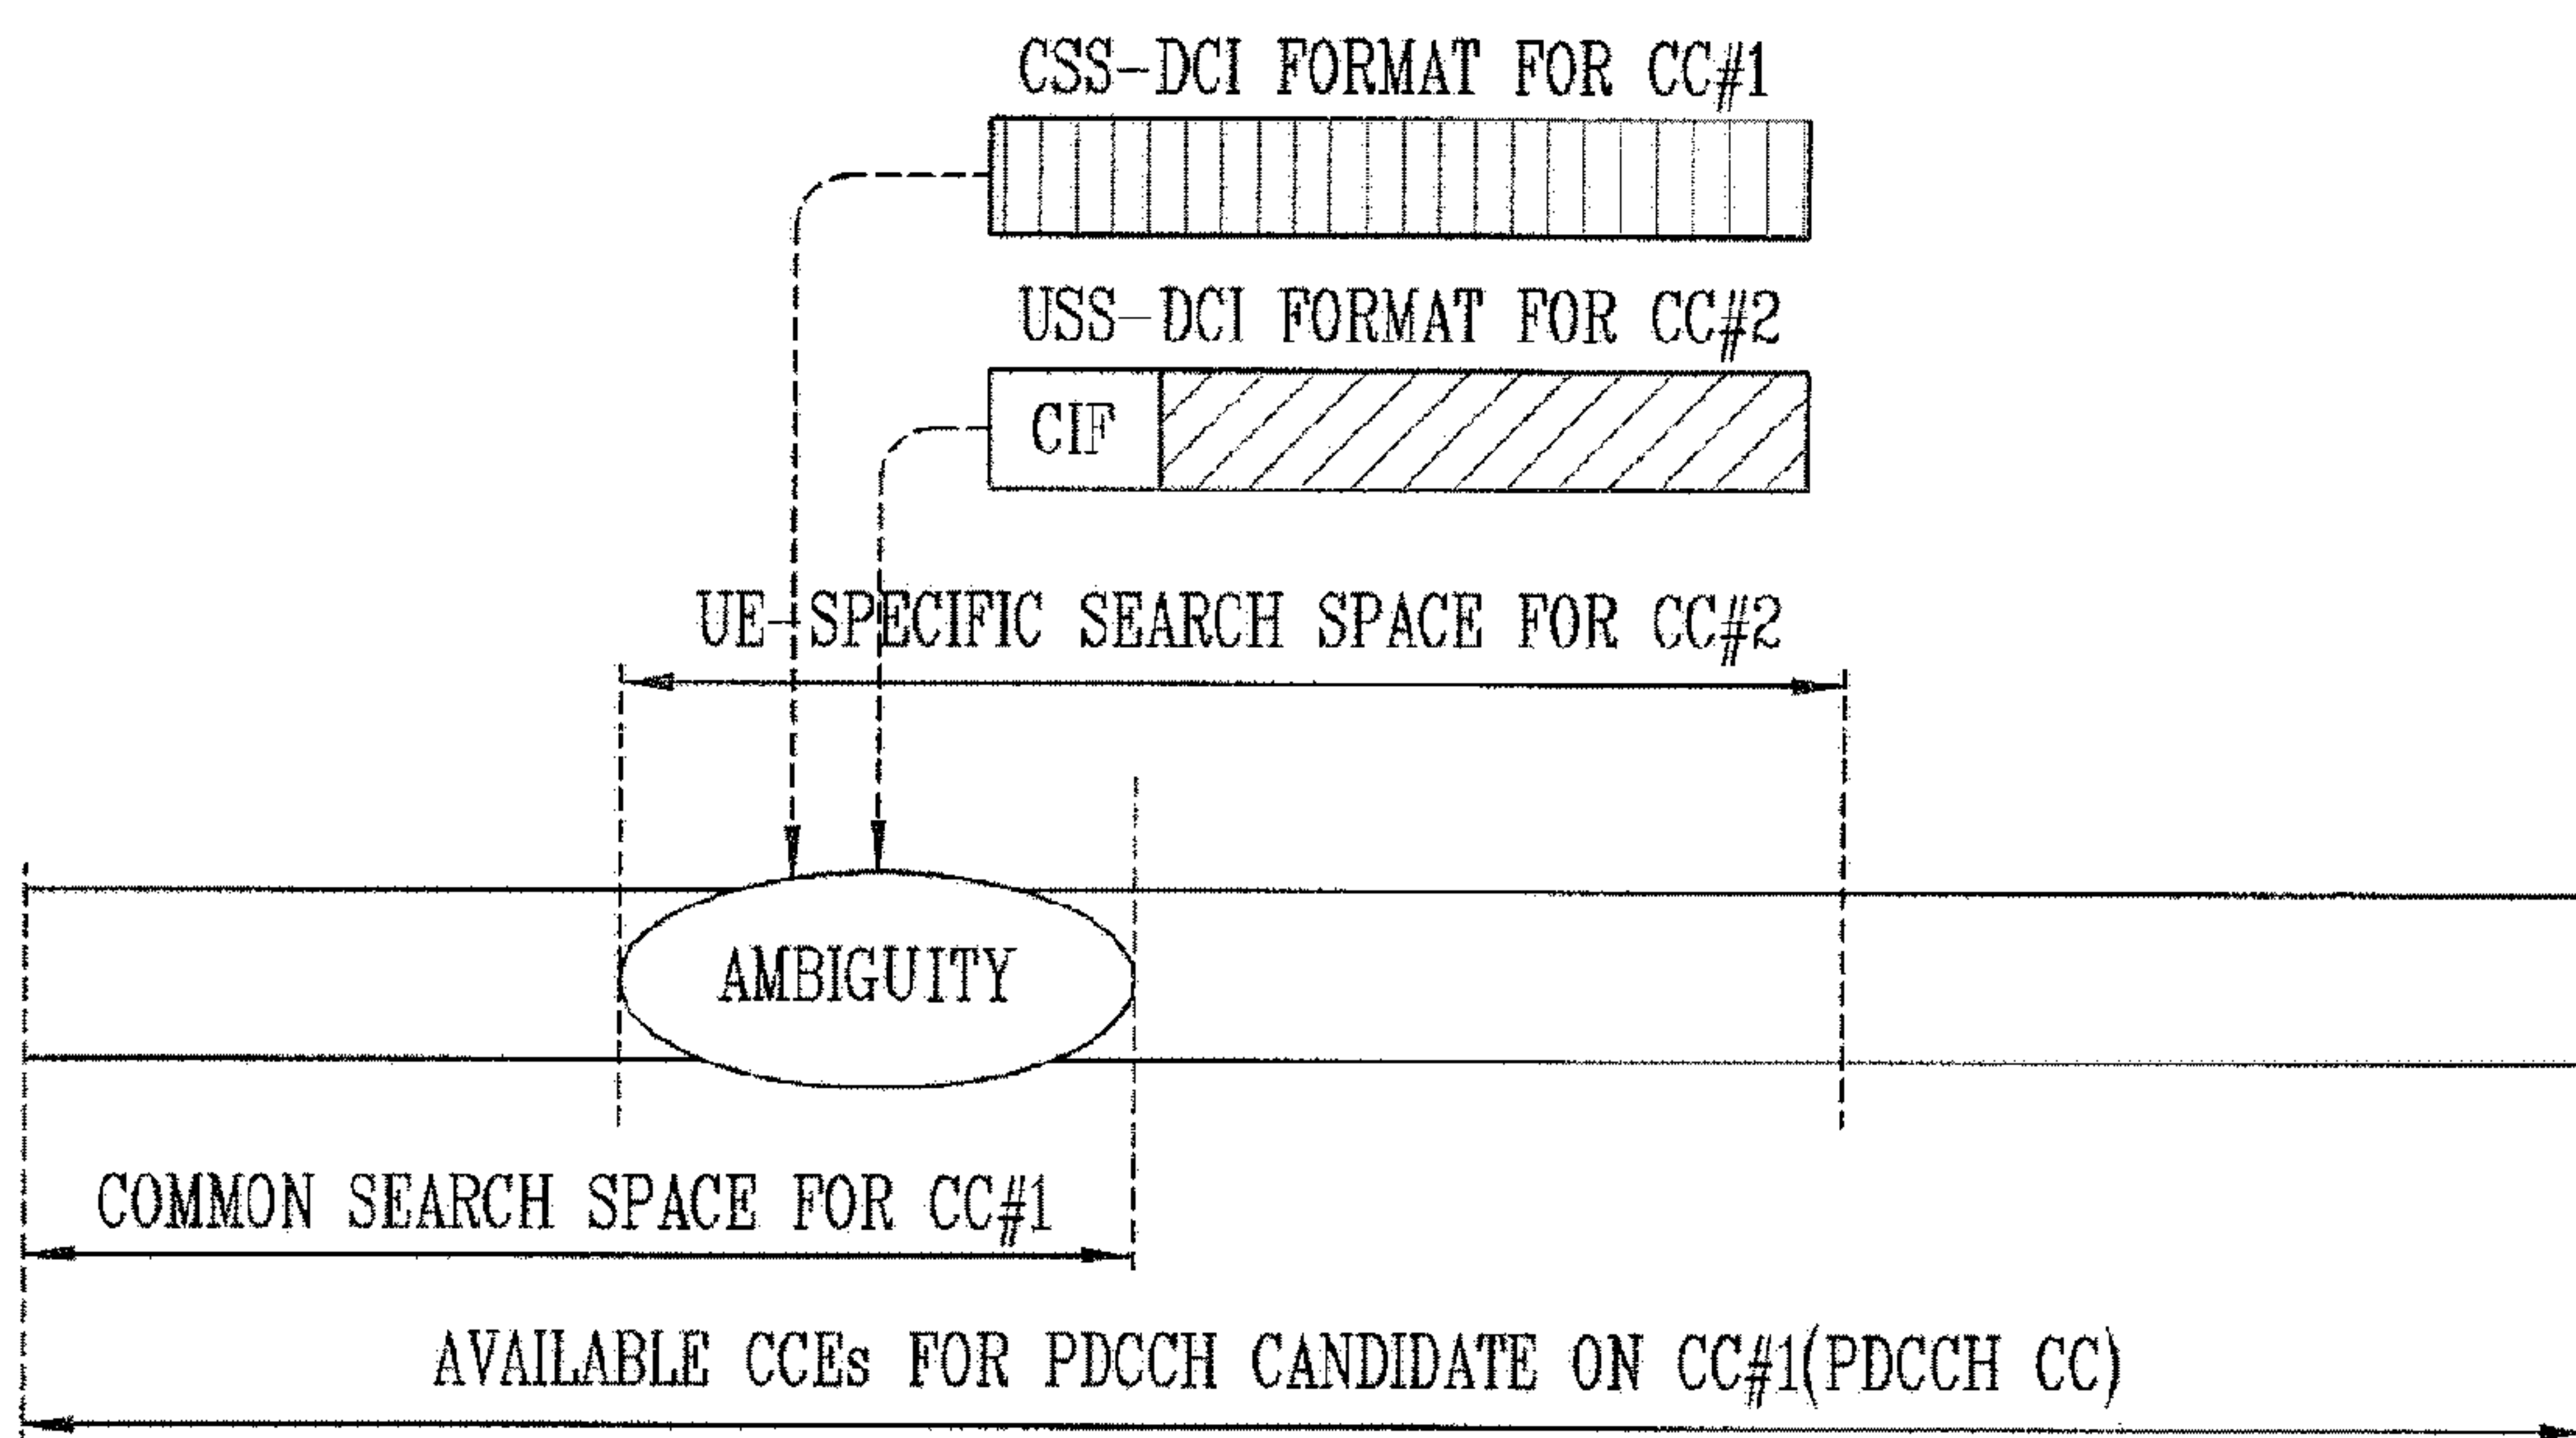 CSS-DCI FORMAT FOR CC#1
USS-DCI FORMAT FOR CC#2
CIF
UE-SPECIFIC SEARCH SPACE FOR CC#2
AMBIGUITY
COMMON SEARCH SPACE FOR CC#1
AVAILABLE CCEs FOR PDCCH CANDIDATE ON CC#1(PDCCH CC)